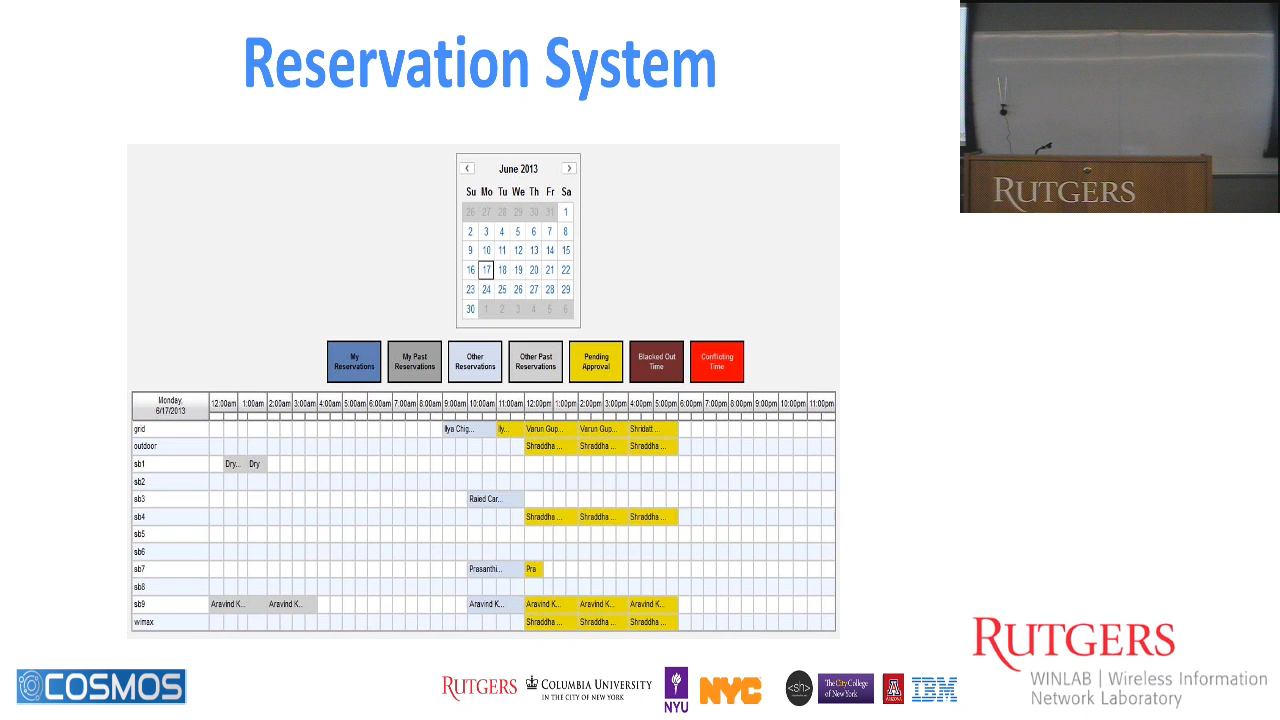 Reservation System
RUTGERS
June 2013
Su Mo Tu We Th Fr Sa
26 27 28 29 30 31 1
2 3 4 5 6 7 8
9 10 11 12 13 14 15
16 17 18 19 20 21 22
23 24 25 26 27 28 29
30 1 2 3 4 5 6
My Reservations
My Past Reservations
Other Reservations
Other Past Reservations
Pending Approval
Blacked Out Time
Conflicting Time
Monday, 6/17/2013
12:00am 1:00am 2:00am 3:00am 4:00am 5:00am 6:00am 7:00am 8:00am 9:00am 10:00am 11:00am 12:00pm 1:00pm 2:00pm 3:00pm 4:00pm 5:00pm 6:00pm 7:00pm 8:00pm 9:00pm 10:00pm 11:00pm
grid Ilya Chig... Ily... Varun Gup... Varun Gup... Shridatt ...
outdoor Shraddha ... Shraddha ... Shraddha ...
sb1 Dry... Dry
sb2
sb3 Raied Car...
sb4 Shraddha ... Shraddha ... Shraddha ...
sb5
sb6
sb7 Prasanthi... Pra
sb8
sb9 Aravind K... Aravind K... Aravind K... Aravind K... Aravind K... Aravind K...
wimax Shraddha ... Shraddha ... Shraddha ...
RUTGERS
WINLAB | Wireless Information
Network Laboratory
COSMOS
RUTGERS
COLUMBIA UNIVERSITY
IN THE CITY OF NEW YORK
NYU
NYC
<sh>
The City College
of New York
A
ARIZONA
IBM